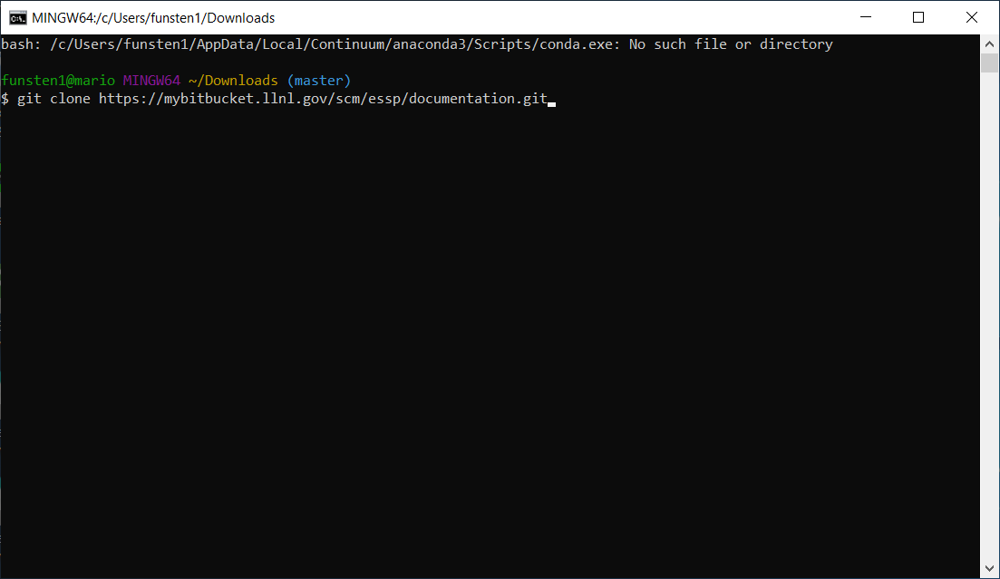 MINGW64:/c/Users/funsten1/Downloads
bash: /c/Users/funsten1/AppData/Local/Continuum/anaconda3/Scripts/conda.exe: No such file or directory
funsten1@mario MINGW64 ~/Downloads (master)
$ git clone https://mybitbucket.llnl.gov/scm/essp/documentation.git